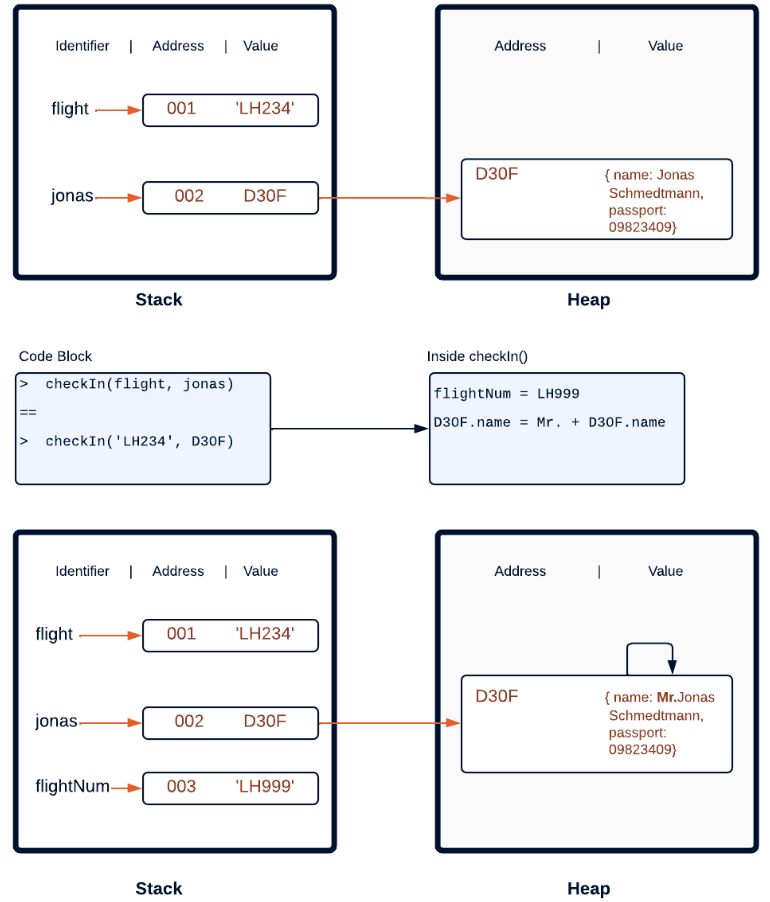 Identifier | Address | Value
flight 001 'LH234'
jonas 002 D30F
Stack
Address | Value
D30F { name: Jonas
Schmedtmann,
passport:
09823409}
Heap
Code Block
> checkIn(flight, jonas)
==
> checkIn('LH234', D30F)
Inside checkIn()
flightNum = LH999
D30F.name = Mr. + D30F.name
Identifier | Address | Value
flight 001 'LH234'
jonas 002 D30F
flightNum 003 'LH999'
Stack
Address | Value
D30F { name: Mr.Jonas
Schmedtmann,
passport:
09823409}
Heap